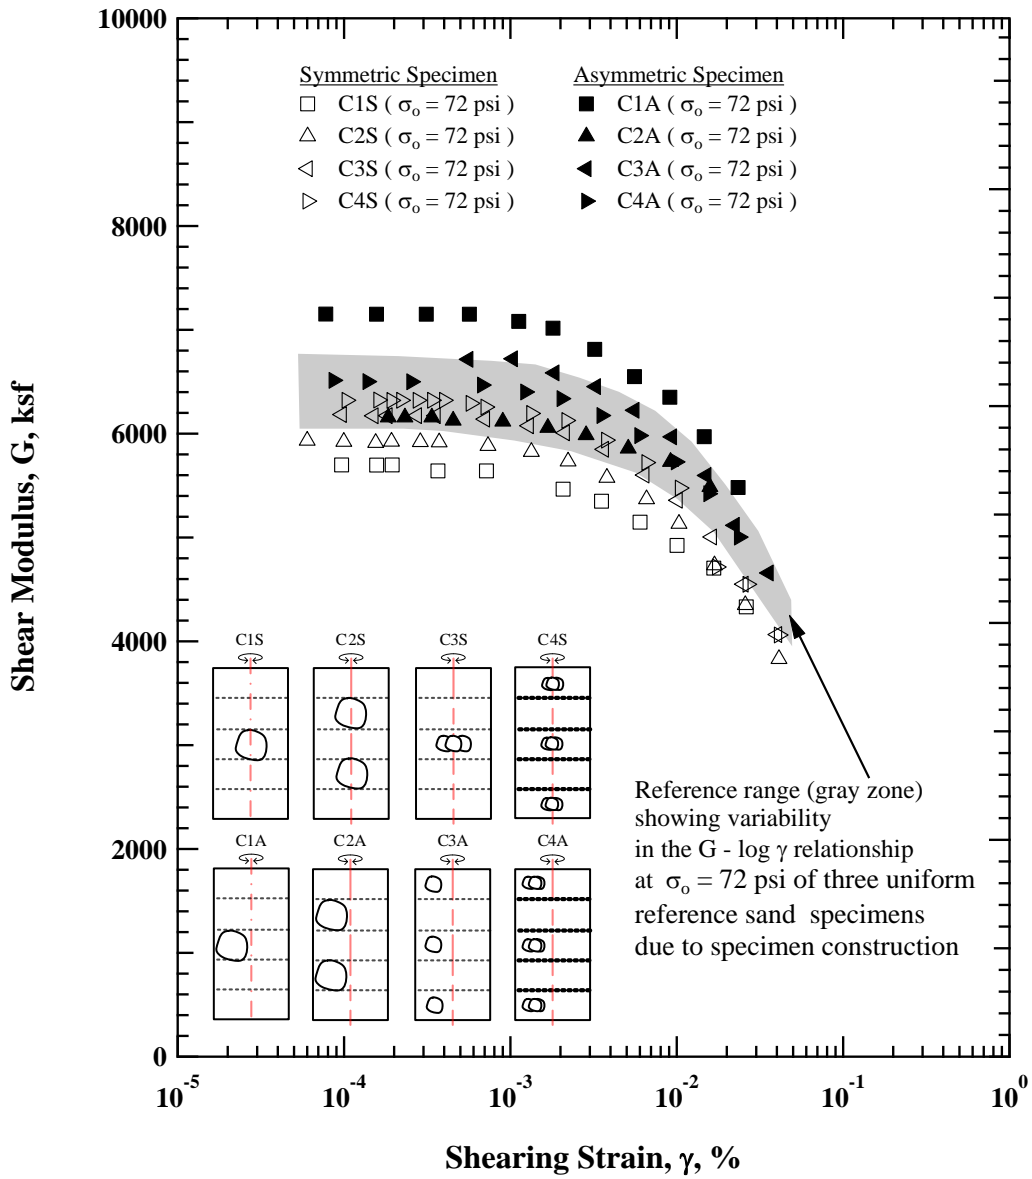 10000
8000
6000
4000
2000
0
Shear Modulus, G, ksf
Symmetric Specimen
C1S ( σo = 72 psi )
C2S ( σo = 72 psi )
C3S ( σo = 72 psi )
C4S ( σo = 72 psi )
Asymmetric Specimen
C1A ( σo = 72 psi )
C2A ( σo = 72 psi )
C3A ( σo = 72 psi )
C4A ( σo = 72 psi )
C1S C2S C3S C4S
C1A C2A C3A C4A
Reference range (gray zone)
showing variability
in the G - log γ relationship
at σo = 72 psi of three uniform
reference sand specimens
due to specimen construction
10-5 10-4 10-3 10-2 10-1 100
Shearing Strain, γ, %